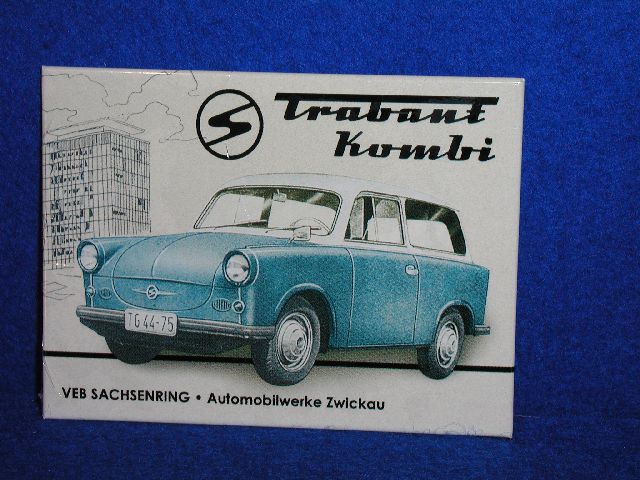 Trabant
Kombi
TG 44-75
VEB SACHSENRING • Automobilwerke Zwickau